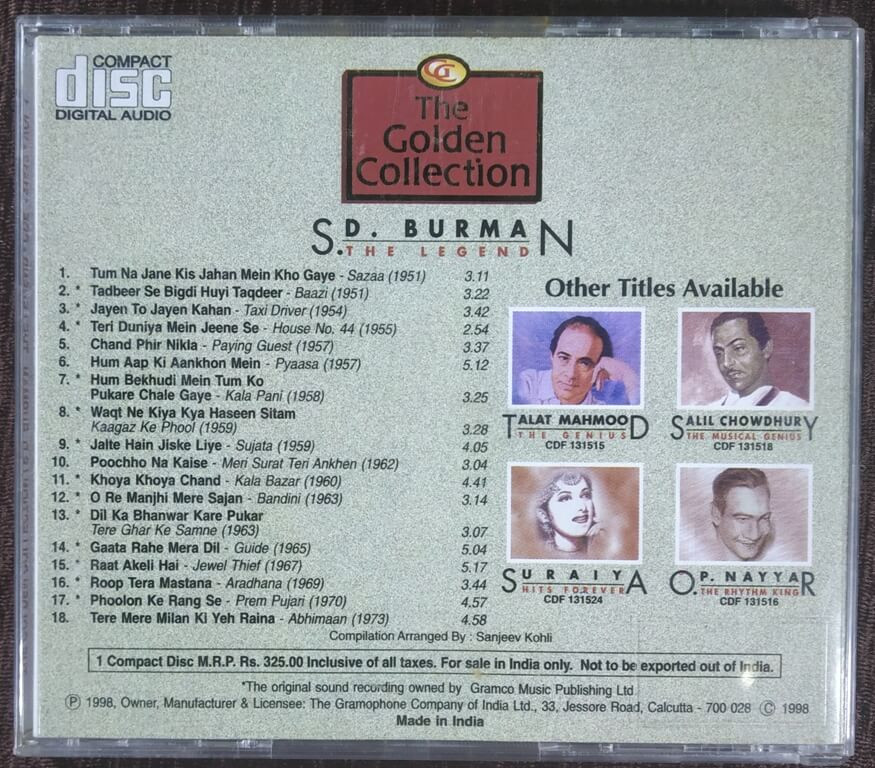 COMPACT
disc
DIGITAL AUDIO
GC
The
Golden
Collection
S.D. BURMAN
THE LEGEND
1. Tum Na Jane Kis Jahan Mein Kho Gaye - Sazaa (1951) 3.11
2. * Tadbeer Se Bigdi Huyi Taqdeer - Baazi (1951) 3.22
3. * Jayen To Jayen Kahan - Taxi Driver (1954) 3.42
4. * Teri Duniya Mein Jeene Se - House No. 44 (1955) 2.54
5. Chand Phir Nikla - Paying Guest (1957) 3.37
6. Hum Aap Ki Aankhon Mein - Pyaasa (1957) 5.12
7. * Hum Bekhudi Mein Tum Ko
Pukare Chale Gaye - Kala Pani (1958) 3.25
8. * Waqt Ne Kiya Kya Haseen Sitam
Kaagaz Ke Phool (1959) 3.28
9. * Jalte Hain Jiske Liye - Sujata (1959) 4.05
10. Poochho Na Kaise - Meri Surat Teri Ankhen (1962) 3.04
11. * Khoya Khoya Chand - Kala Bazar (1960) 4.41
12. * O Re Manjhi Mere Sajan - Bandini (1963) 3.14
13. * Dil Ka Bhanwar Kare Pukar
Tere Ghar Ke Samne (1963) 3.07
14. * Gaata Rahe Mera Dil - Guide (1965) 5.04
15. * Raat Akeli Hai - Jewel Thief (1967) 5.17
16. * Roop Tera Mastana - Aradhana (1969) 3.44
17. * Phoolon Ke Rang Se - Prem Pujari (1970) 4.57
18. Tere Mere Milan Ki Yeh Raina - Abhimaan (1973) 4.58
Other Titles Available
TALAT MAHMOOD
THE GENIUS
CDF 131515
SALIL CHOWDHURY
THE MUSICAL GENIUS
CDF 131518
SURAIYA
HITS FOREVER
CDF 131524
O.P. NAYYAR
THE RHYTHM KING
CDF 131516
Compilation Arranged By : Sanjeev Kohli
1 Compact Disc M.R.P. Rs. 325.00 Inclusive of all taxes. For sale in India only. Not to be exported out of India.
*The original sound recording owned by Gramco Music Publishing Ltd
Ⓟ 1998, Owner, Manufacturer & Licensee: The Gramophone Company of India Ltd., 33, Jessore Road, Calcutta - 700 028 © 1998
Made in India